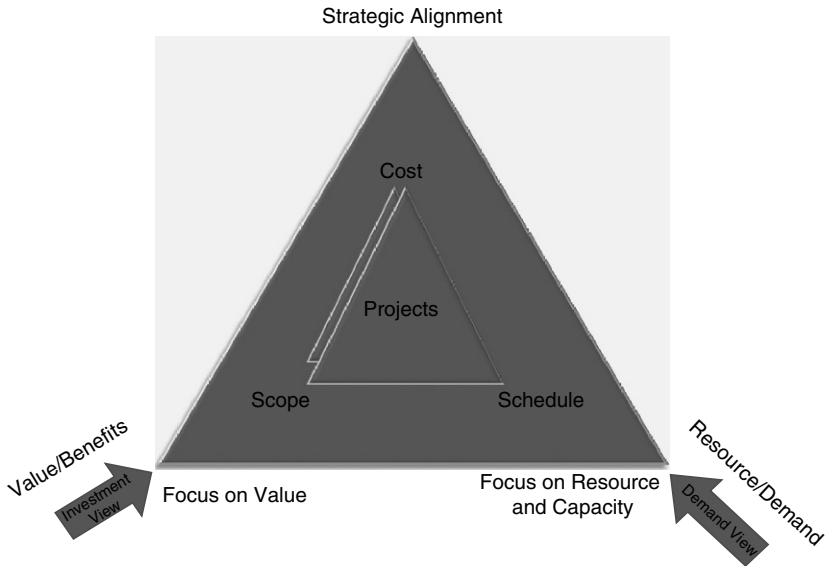 Strategic Alignment
Cost
Projects
Scope
Schedule
Value/Benefits
Investment
View
Focus on Value
Focus on Resource
and Capacity
Resource/Demand
Demand View